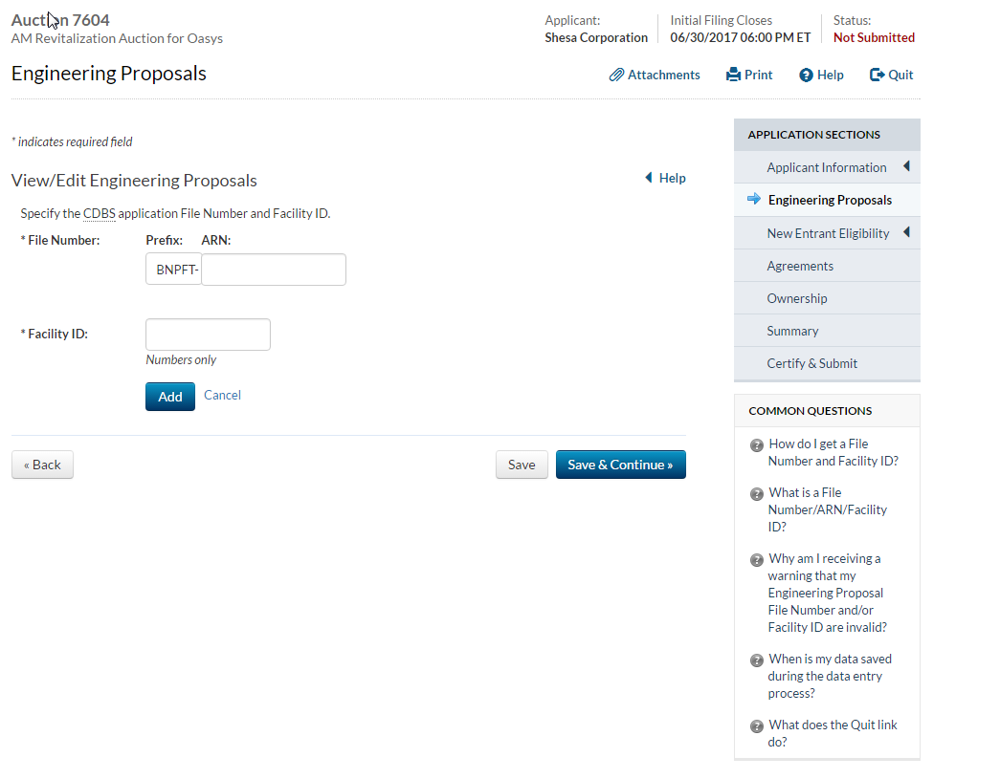 Auction 7604
AM Revitalization Auction for Oasys
Applicant:
Shesa Corporation
Initial Filing Closes
06/30/2017 06:00 PM ET
Status:
Not Submitted
Engineering Proposals
Attachments
Print
Help
Quit
* indicates required field
View/Edit Engineering Proposals
Help
Specify the CDBS application File Number and Facility ID.
* File Number:
Prefix:
ARN:
BNPFT-
* Facility ID:
Numbers only
Add
Cancel
« Back
Save
Save & Continue »
APPLICATION SECTIONS
Applicant Information
Engineering Proposals
New Entrant Eligibility
Agreements
Ownership
Summary
Certify & Submit
COMMON QUESTIONS
How do I get a File
Number and Facility ID?
What is a File
Number/ARN/Facility
ID?
Why am I receiving a
warning that my
Engineering Proposal
File Number and/or
Facility ID are invalid?
When is my data saved
during the data entry
process?
What does the Quit link
do?